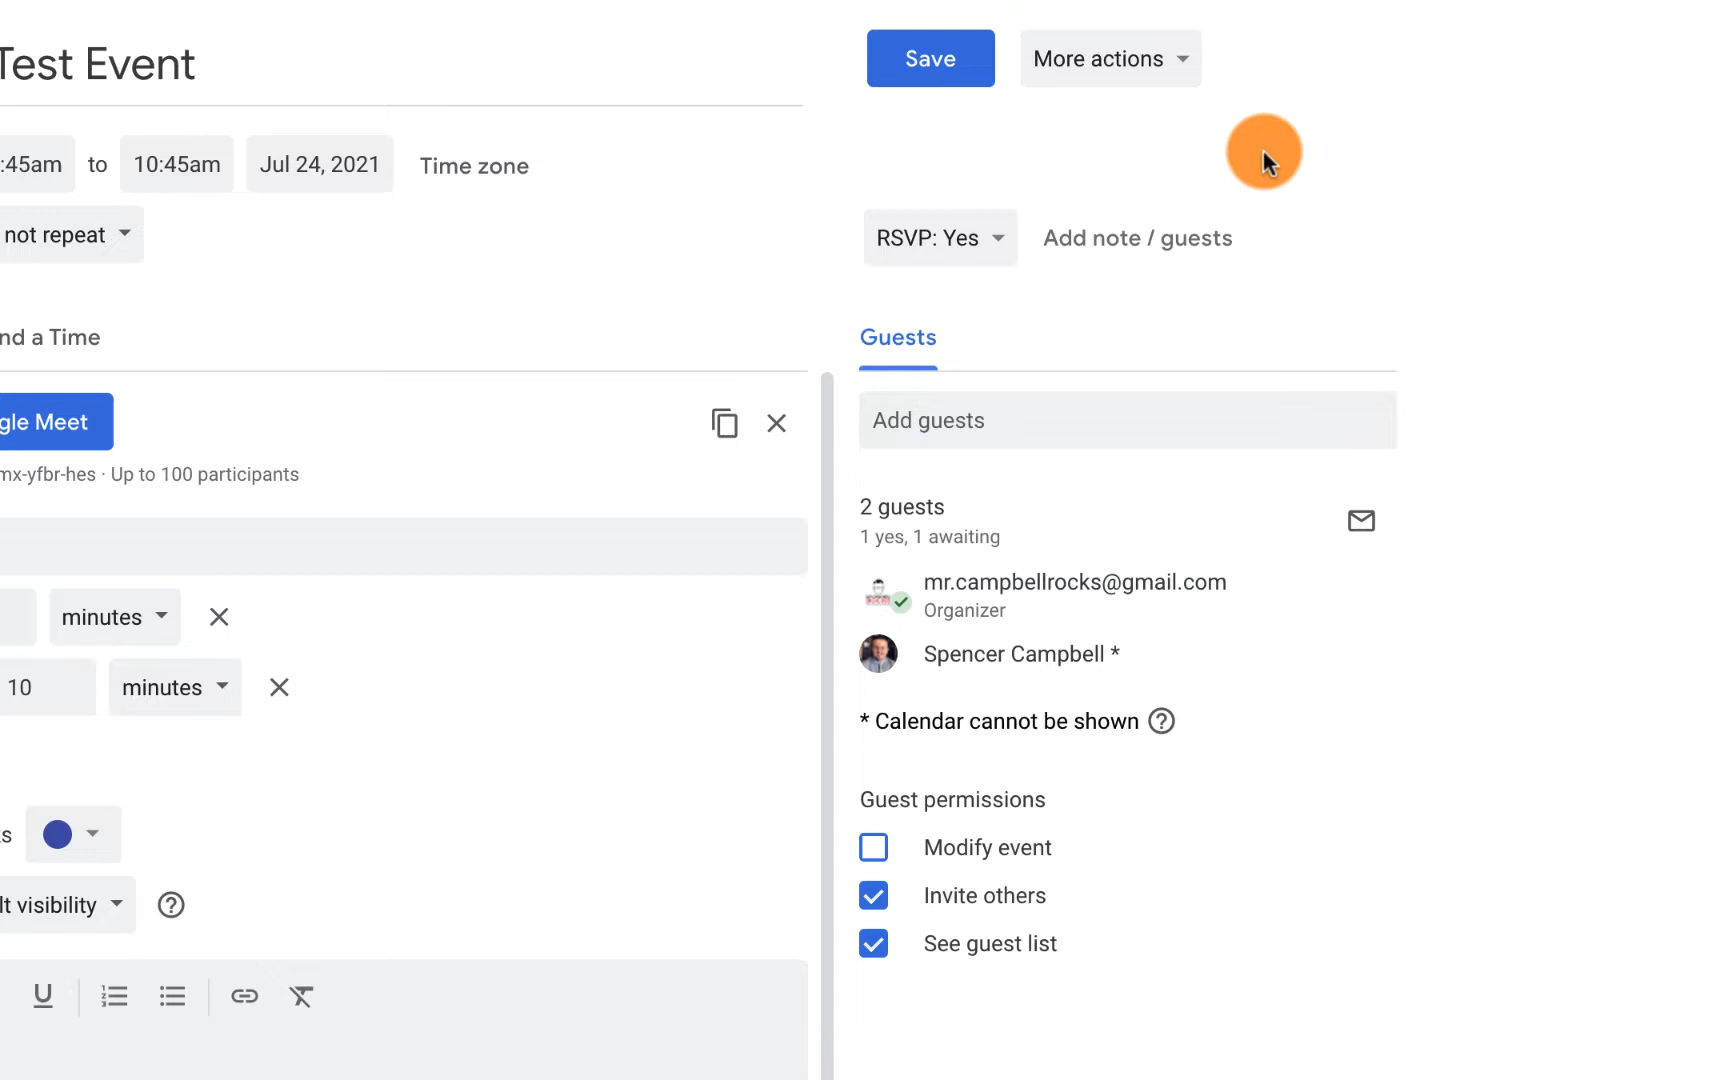 Test Event
Save
More actions
:45am to 10:45am Jul 24, 2021 Time zone
not repeat
RSVP: Yes
Add note / guests
nd a Time
Guests
gle Meet
Add guests
mx-yfbr-hes · Up to 100 participants
2 guests
1 yes, 1 awaiting
mr.campbellrocks@gmail.com
Organizer
minutes
Spencer Campbell *
10 minutes
* Calendar cannot be shown
Guest permissions
s
Modify event
Invite others
lt visibility
See guest list